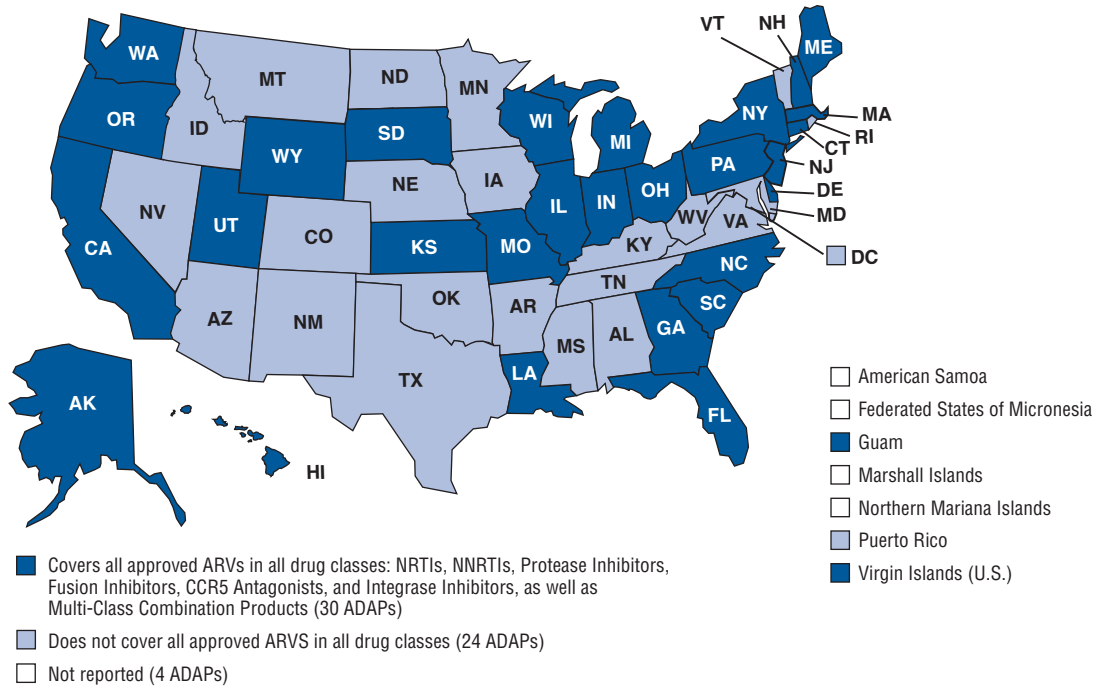 VT
NH
WA
ME
MT
ND
MN
OR
ID
SD
WI
NY
MA
WY
MI
RI
CT
PA
NJ
NE
IA
OH
DE
NV
UT
IL
IN
MD
WV
VA
CA
CO
KS
MO
KY
DC
NC
TN
OK
AR
SC
AZ
NM
GA
MS
AL
TX
LA
AK
FL
HI
American Samoa
Federated States of Micronesia
Guam
Marshall Islands
Northern Mariana Islands
Puerto Rico
Virgin Islands (U.S.)
Covers all approved ARVs in all drug classes: NRTIs, NNRTIs, Protease Inhibitors,
Fusion Inhibitors, CCR5 Antagonists, and Integrase Inhibitors, as well as
Multi-Class Combination Products (30 ADAPs)
Does not cover all approved ARVS in all drug classes (24 ADAPs)
Not reported (4 ADAPs)